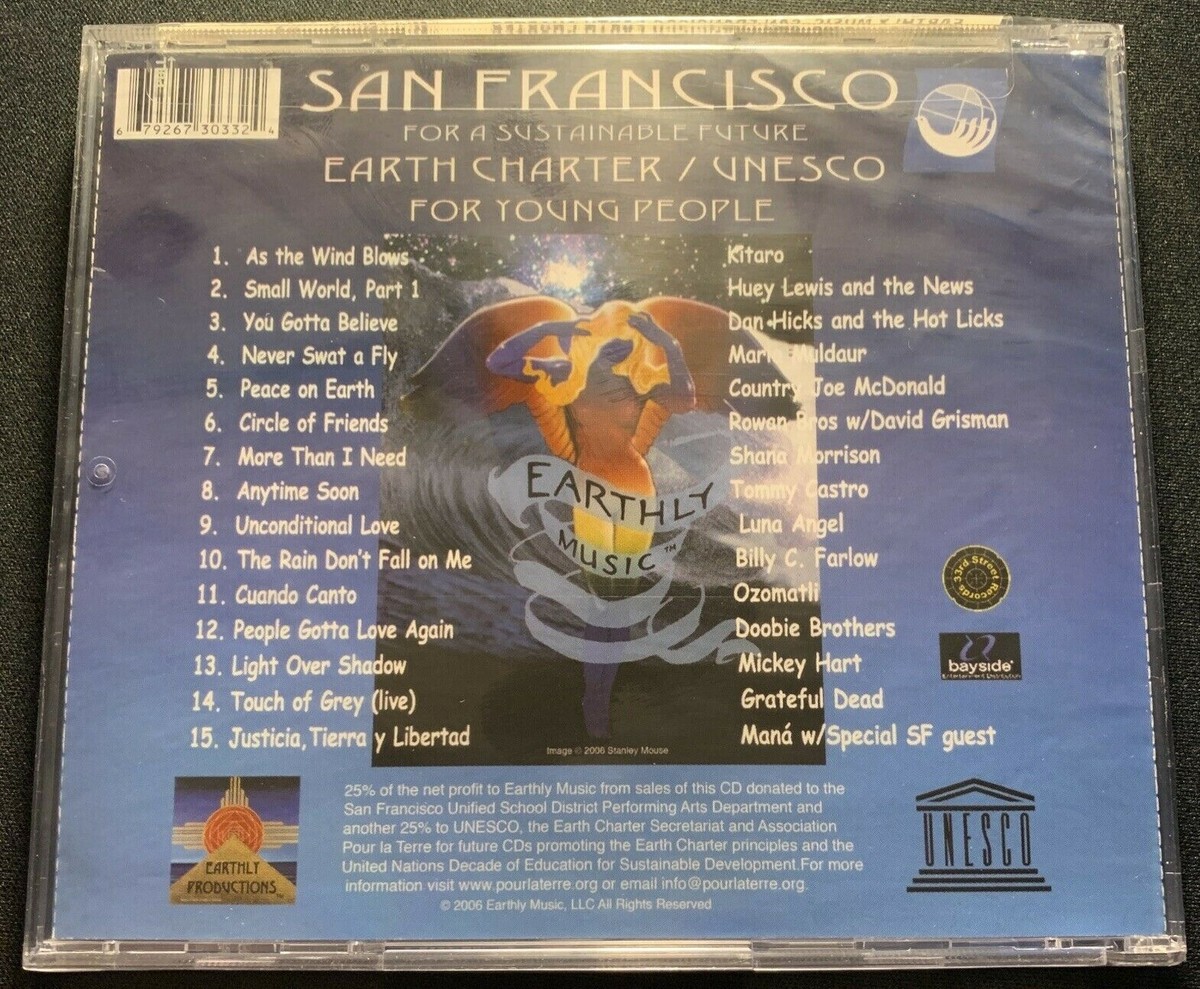 SAN FRANCISCO
FOR A SUSTAINABLE FUTURE
EARTH CHARTER / UNESCO
FOR YOUNG PEOPLE
6 79267 30332 4
1. As the Wind Blows Kitaro
2. Small World, Part 1 Huey Lewis and the News
3. You Gotta Believe Dan Hicks and the Hot Licks
4. Never Swat a Fly Maria Muldaur
5. Peace on Earth Country Joe McDonald
6. Circle of Friends Rowan Bros w/David Grisman
7. More Than I Need Shana Morrison
8. Anytime Soon Tommy Castro
9. Unconditional Love Luna Angel
10. The Rain Don't Fall on Me Billy C. Farlow
11. Cuando Canto Ozomatli
12. People Gotta Love Again Doobie Brothers
13. Light Over Shadow Mickey Hart
14. Touch of Grey (live) Grateful Dead
15. Justicia, Tierra y Libertad Maná w/Special SF guest
EARTHLY
MUSIC™
33rd Street Records
bayside
Entertainment Distribution
Image © 2006 Stanley Mouse
EARTHLY
PRODUCTIONS
25% of the net profit to Earthly Music from sales of this CD donated to the
San Francisco Unified School District Performing Arts Department and
another 25% to UNESCO, the Earth Charter Secretariat and Association
Pour la Terre for future CDs promoting the Earth Charter principles and the
United Nations Decade of Education for Sustainable Development.For more
information visit www.pourlaterre.org or email info@pourlaterre.org.
© 2006 Earthly Music, LLC All Rights Reserved
UNESCO